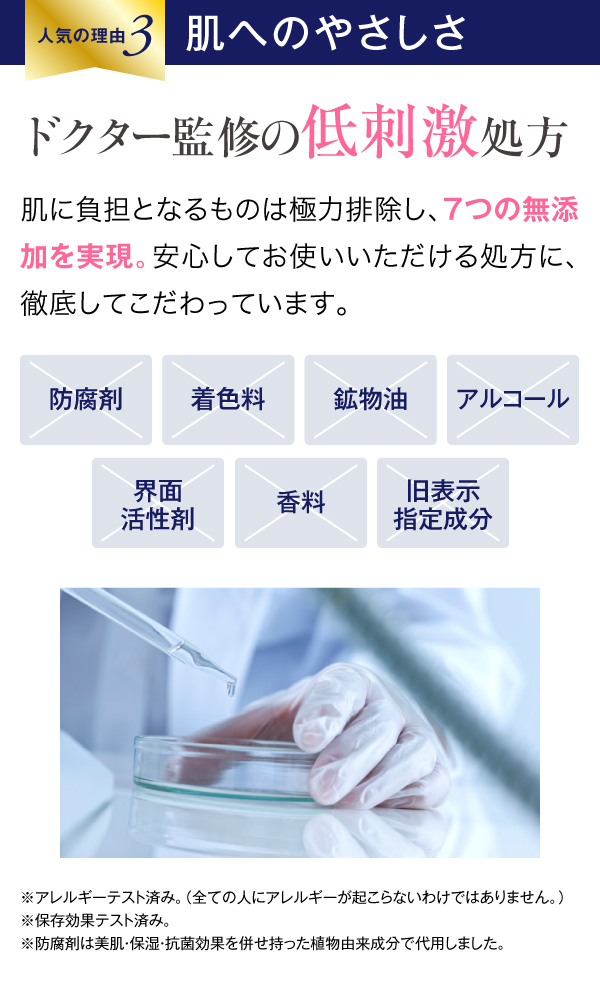 人気の理由3 肌へのやさしさ
ドクター監修の低刺激処方
肌に負担となるものは極力排除し、7つの無添
加を実現。安心してお使いいただける処方に、
徹底してこだわっています。
防腐剤 着色料 鉱物油 アルコール
界面
活性剤
香料
旧表示
指定成分
※アレルギーテスト済み。（全ての人にアレルギーが起こらないわけではありません。）
※保存効果テスト済み。
※防腐剤は美肌・保湿・抗菌効果を併せ持った植物由来成分で代用しました。